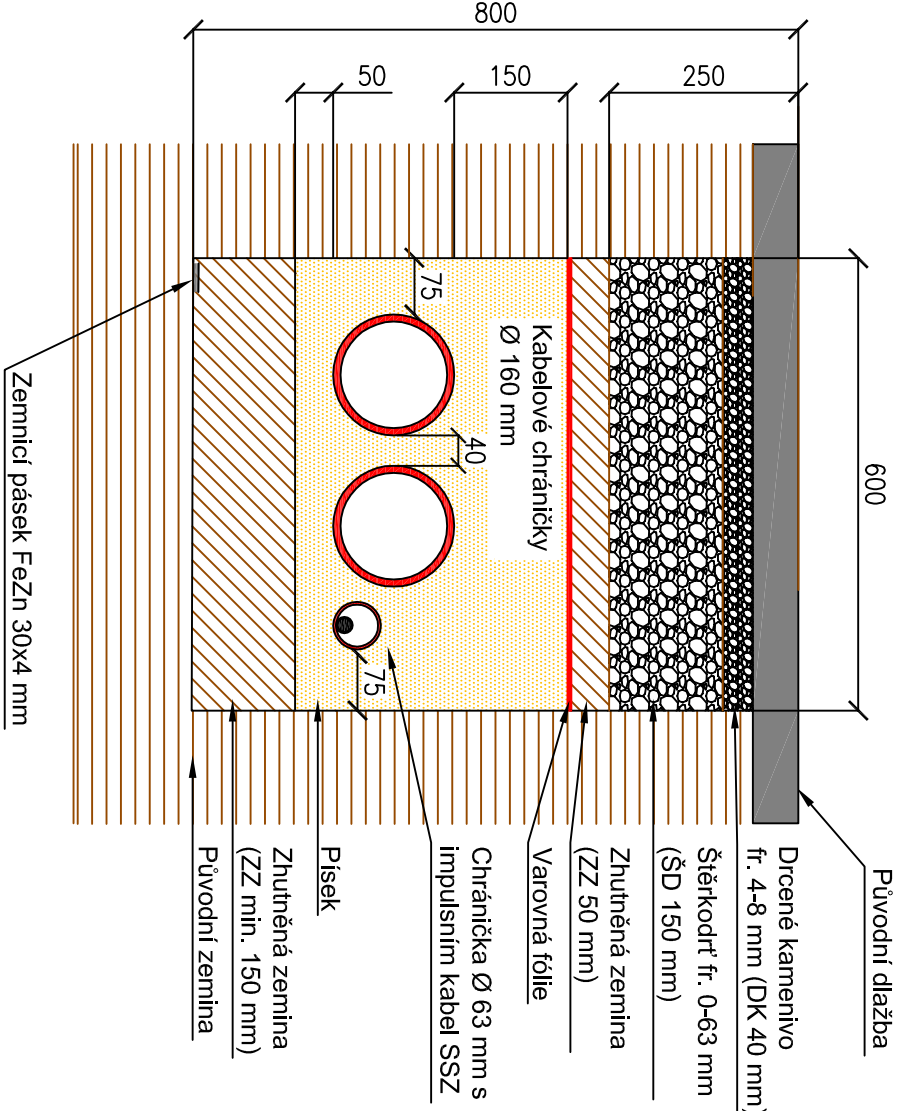 800
50
150
250
600
75
Kabelové chráničky
Ø 160 mm
40
75
Zemnicí pásek FeZn 30x4 mm
Původní dlažba
Drcené kamenivo
fr. 4-8 mm (DK 40 mm)
Štěrkodrť fr. 0-63 mm
(ŠD 150 mm)
Zhutněná zemina
(ZZ 50 mm)
Varovná fólie
Chránička Ø 63 mm s
impulsním kabel SSZ
Písek
Zhutněná zemina
(ZZ min. 150 mm)
Původní zemina